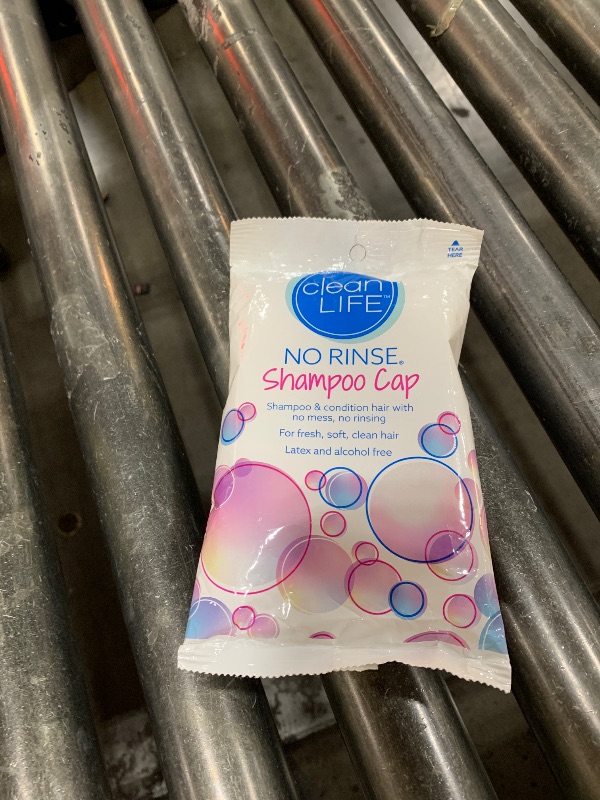 TEAR
HERE
clean
LIFE™
NO RINSE®
Shampoo Cap
Shampoo & condition hair with
no mess, no rinsing
For fresh, soft, clean hair
Latex and alcohol free